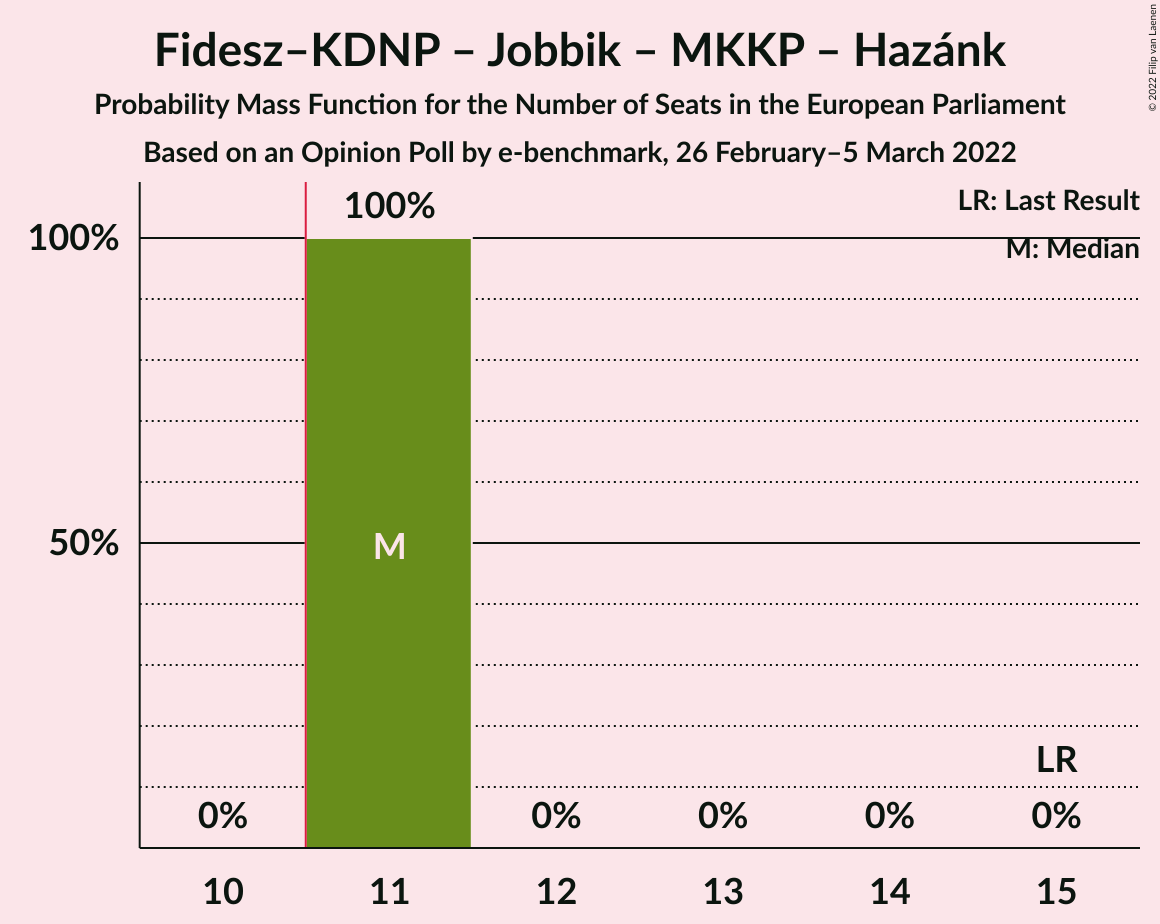 Fidesz–KDNP – Jobbik – MKKP – Hazánk
Probability Mass Function for the Number of Seats in the European Parliament
Based on an Opinion Poll by e-benchmark, 26 February–5 March 2022
© 2022 Filip van Laenen
LR: Last Result
M: Median
100%
100%
50%
M
LR
0%
0%
0%
0%
0%
10
11
12
13
14
15